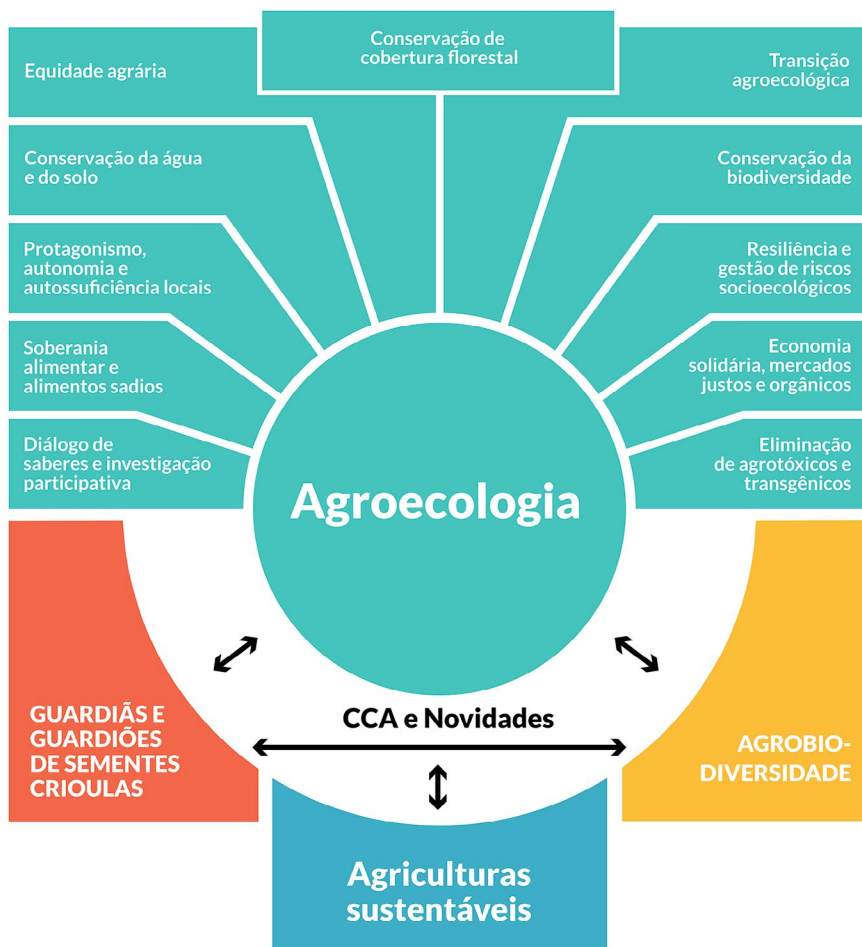 Conservação de
cobertura florestal
Equidade agrária
Transição
agroecológica
Conservação da água
e do solo
Conservação da
biodiversidade
Protagonismo,
autonomia e
autossuficiência locais
Resiliência e
gestão de riscos
socioecológicos
Soberania
alimentar e
alimentos sadios
Economia
solidária, mercados
justos e orgânicos
Diálogo de
saberes e investigação
participativa
Eliminação
de agrotóxicos e
transgênicos
Agroecologia
GUARDIÃS E
GUARDIÕES
DE SEMENTES
CRIOULAS
CCA e Novidades
AGROBIO-
DIVERSIDADE
Agriculturas
sustentáveis